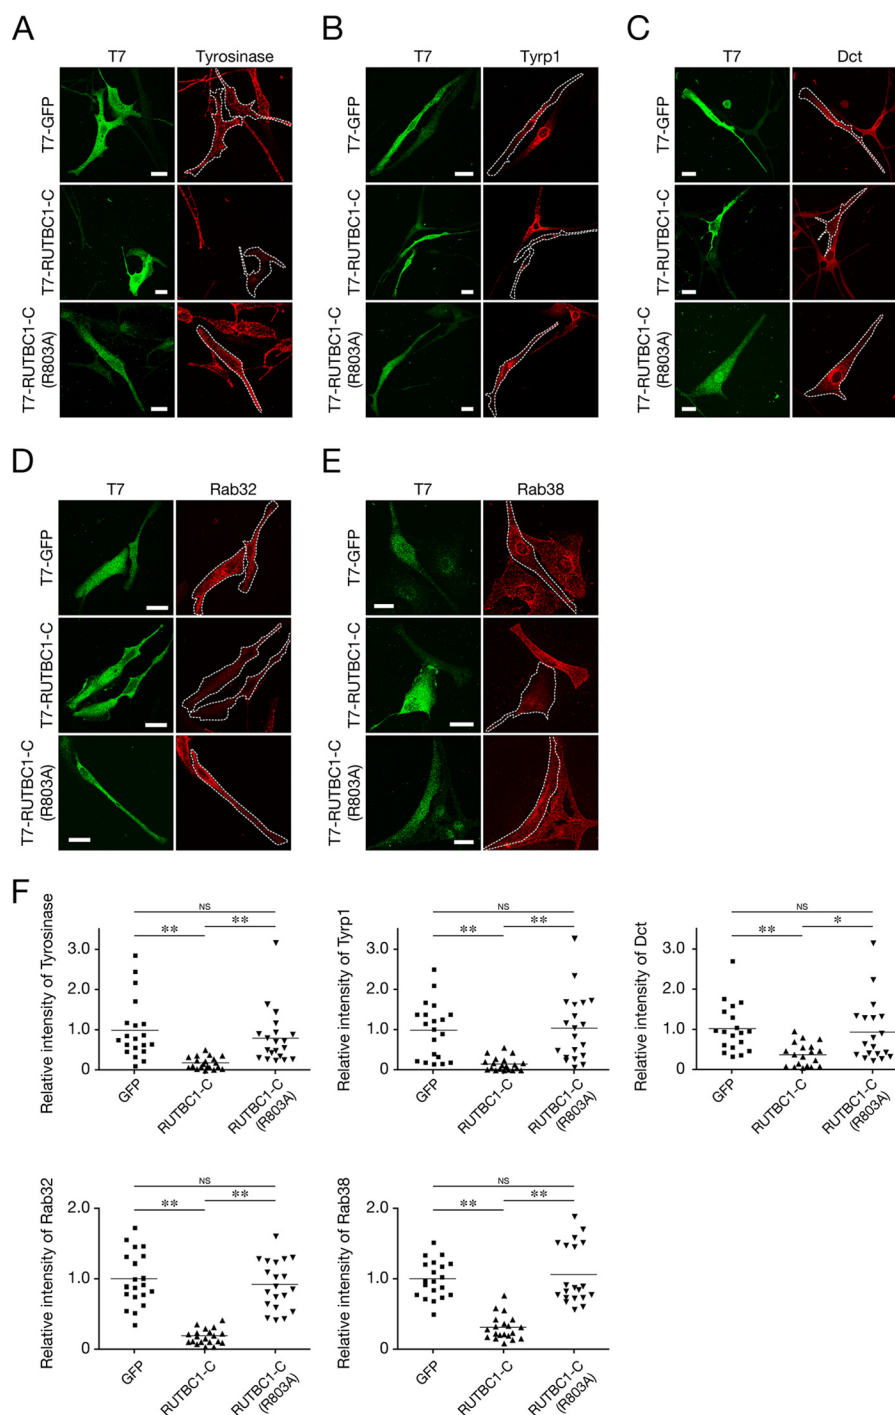 A
T7 Tyrosinase
T7-GFP
T7-RUTBC1-C
T7-RUTBC1-C
(R803A)
B
T7 Tyrp1
T7-GFP
T7-RUTBC1-C
T7-RUTBC1-C
(R803A)
C
T7 Dct
T7-GFP
T7-RUTBC1-C
T7-RUTBC1-C
(R803A)
D
T7 Rab32
T7-GFP
T7-RUTBC1-C
T7-RUTBC1-C
(R803A)
E
T7 Rab38
T7-GFP
T7-RUTBC1-C
T7-RUTBC1-C
(R803A)
F
Relative intensity of Tyrosinase
NS
** **
3.0
2.0
1.0
0
GFP
RUTBC1-C
RUTBC1-C
(R803A)
Relative intensity of Tyrp1
NS
** **
3.0
2.0
1.0
0
GFP
RUTBC1-C
RUTBC1-C
(R803A)
Relative intensity of Dct
NS
** *
3.0
2.0
1.0
0
GFP
RUTBC1-C
RUTBC1-C
(R803A)
Relative intensity of Rab32
NS
** **
2.0
1.0
0
GFP
RUTBC1-C
RUTBC1-C
(R803A)
Relative intensity of Rab38
NS
** **
2.0
1.0
0
GFP
RUTBC1-C
RUTBC1-C
(R803A)